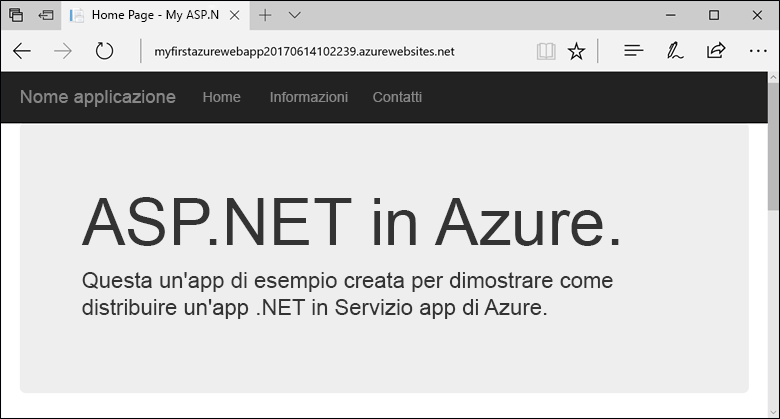 Home Page - My ASP.N
myfirstazurewebapp20170614102239.azurewebsites.net
Nome applicazione Home Informazioni Contatti
ASP.NET in Azure.
Questa un'app di esempio creata per dimostrare come
distribuire un'app .NET in Servizio app di Azure.